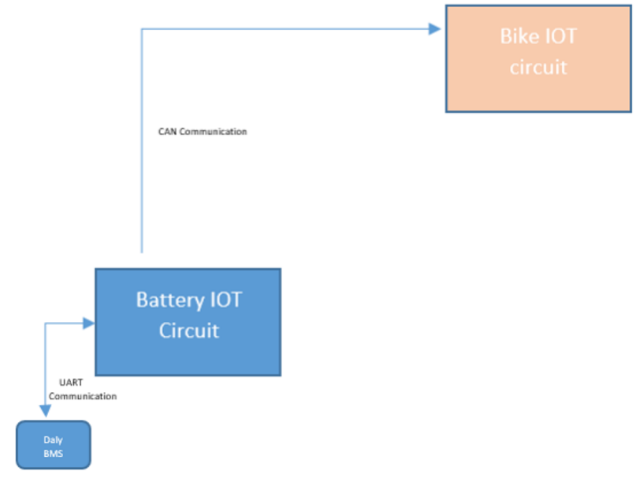 Bike IOT
circuit
CAN Communication
Battery IOT
Circuit
UART
Communication
Daly
BMS